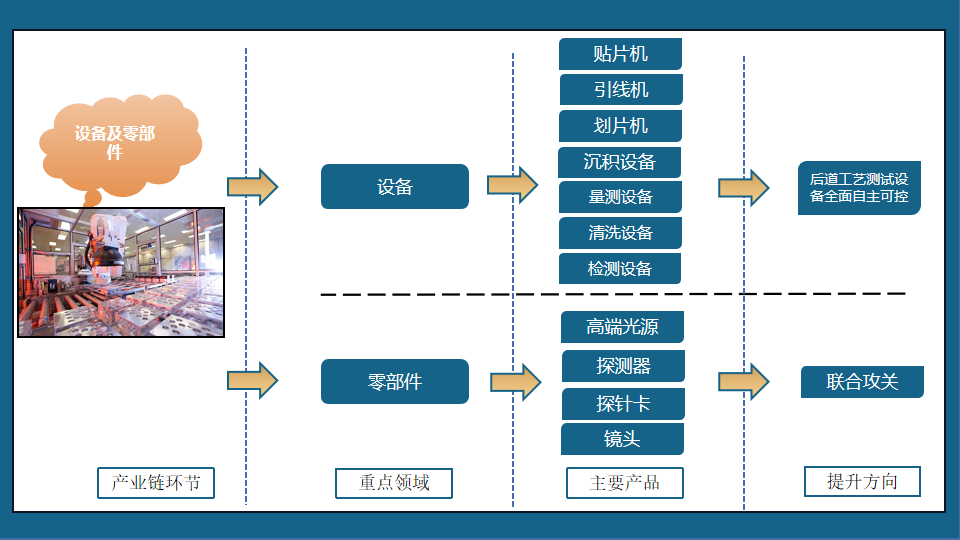 设备及零部
件
设备
贴片机
引线机
划片机
沉积设备
量测设备
清洗设备
检测设备
后道工艺测试设
备全面自主可控
零部件
高端光源
探测器
探针卡
镜头
联合攻关
产业链环节
重点领域
主要产品
提升方向